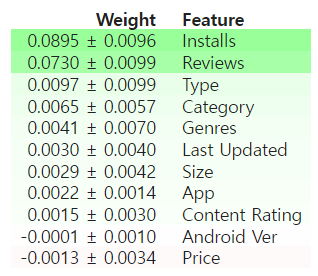 Weight Feature
0.0895 ± 0.0096 Installs
0.0730 ± 0.0099 Reviews
0.0097 ± 0.0099 Type
0.0065 ± 0.0057 Category
0.0041 ± 0.0070 Genres
0.0030 ± 0.0040 Last Updated
0.0029 ± 0.0042 Size
0.0022 ± 0.0014 App
0.0015 ± 0.0030 Content Rating
-0.0001 ± 0.0010 Android Ver
-0.0013 ± 0.0034 Price